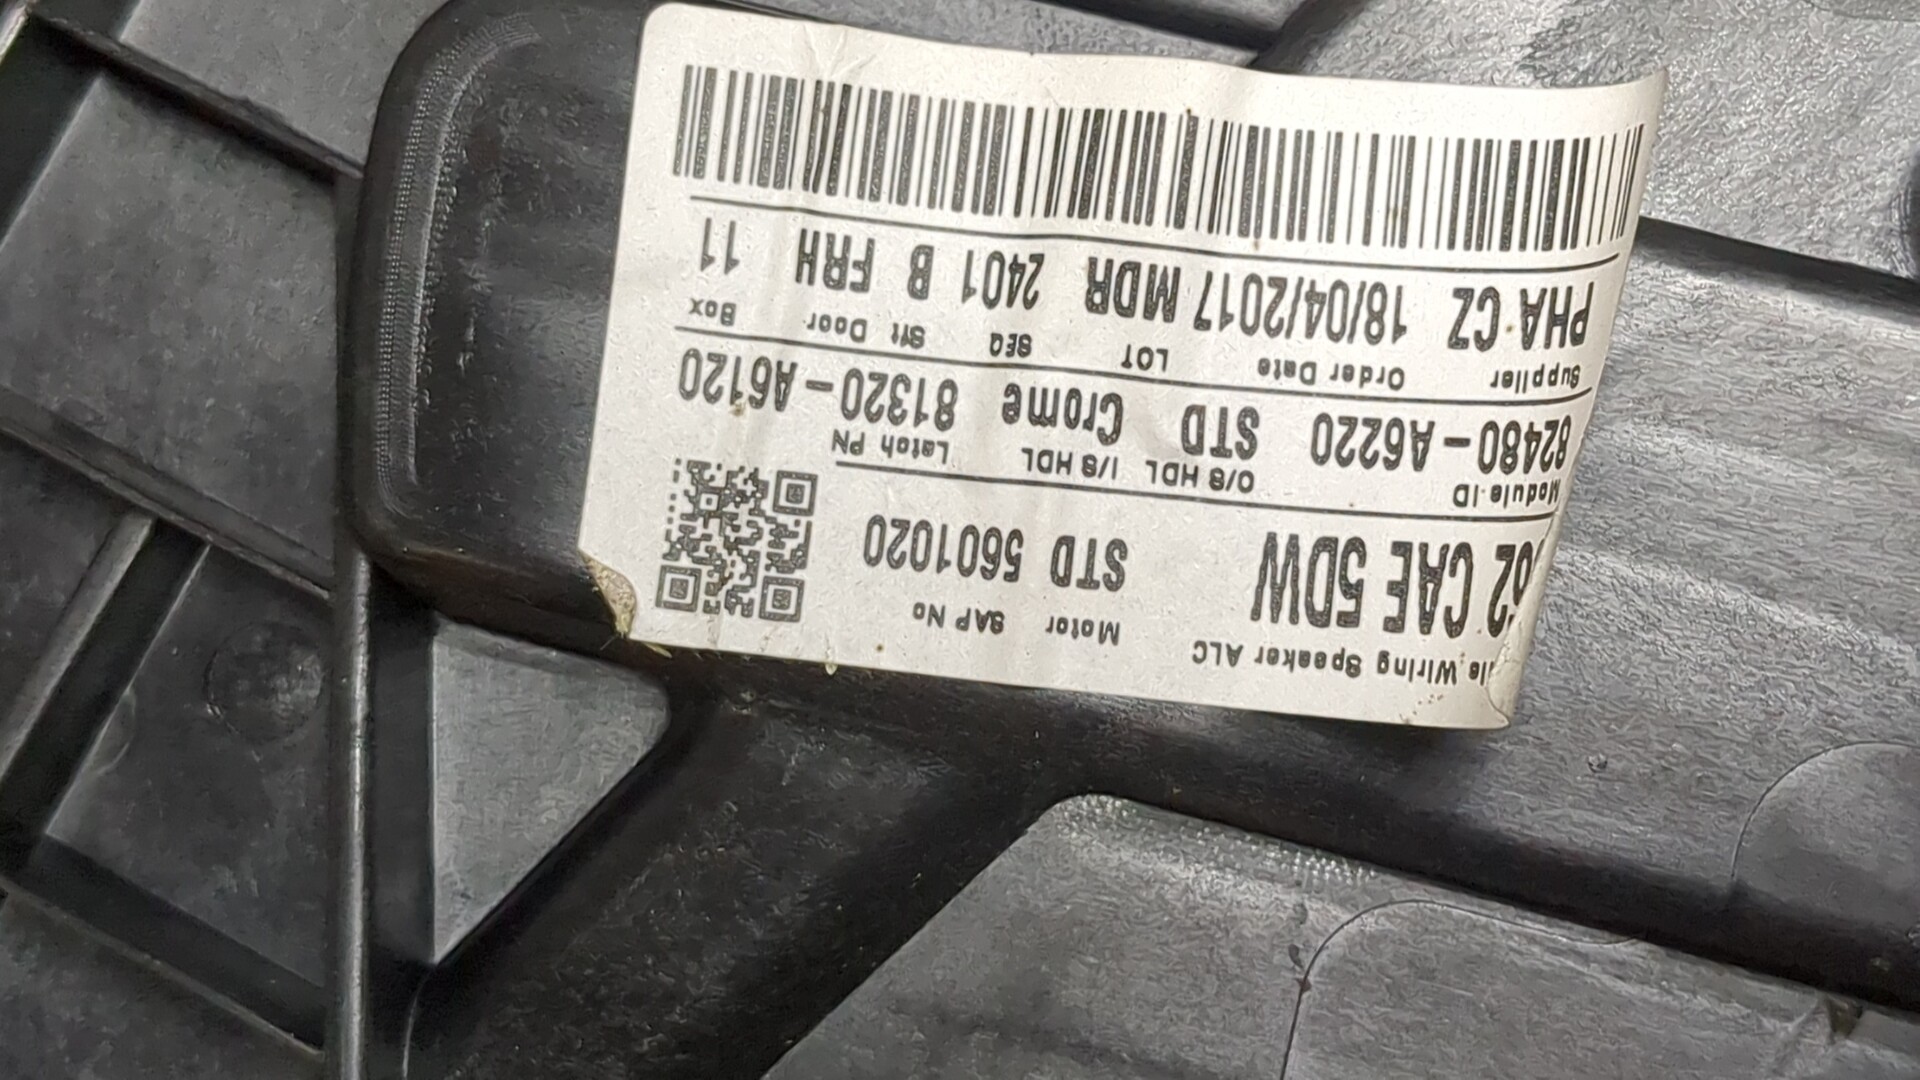 Wiring Speaker ALC Motor SAP No
CAE 5DW STD 5601020
Module ID O/S HDL I/S HDL Latch PN
82480-A6220 STD Crome 81320-A6120
Supplier Order Date LOT SEQ Sft Door Box
PHA CZ 18/04/2017 MDR 2401 B FRH 11